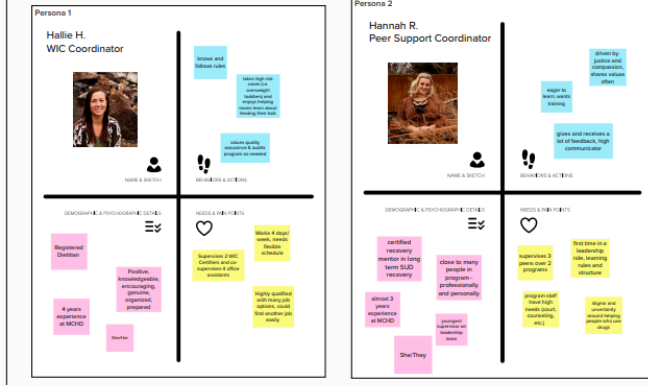 Persona 1
Hallie H.
WIC Coordinator
knows and
follows rules
takes high risk
cases (i.e.
overweight
toddlers) and
enjoys helping
moms learn about
feeding their kids
values quality
assurance & audits
program as needed
NAME & SKETCH
BEHAVIORS & ACTIONS
DEMOGRAPHIC & PSYCHOGRAPHIC DETAILS
NEEDS & PAIN POINTS
Registered
Dietitian
Positive,
knowledgeable,
encouraging,
genuine,
organized,
prepared
4 years
experience
at MCHD
She/Her
Works 4 days/
week, needs
flexible
schedule
Supervises 2 WIC
Certifiers and co-
supervises 4 office
assistants
Highly qualified
with many job
options, could
find another job
easily
Persona 2
Hannah R.
Peer Support Coordinator
driven by
justice and
compassion,
shares values
often
eager to
learn, wants
training
gives and receives a
lot of feedback, high
communicator
NAME & SKETCH
BEHAVIORS & ACTIONS
DEMOGRAPHIC & PSYCHOGRAPHIC DETAILS
NEEDS & PAIN POINTS
certified
recovery
mentor in long
term SUD
recovery
close to many
people in
program -
professionally
and personally
almost 3
years
experience
at MCHD
youngest
supervisor on
leadership
team
She/They
supervises 3
peers over 2
programs
first time in a
leadership
role, learning
rules and
structure
program staff
have high
needs (court,
counseling,
etc.)
stigma and
uncertainty
around helping
people who use
drugs